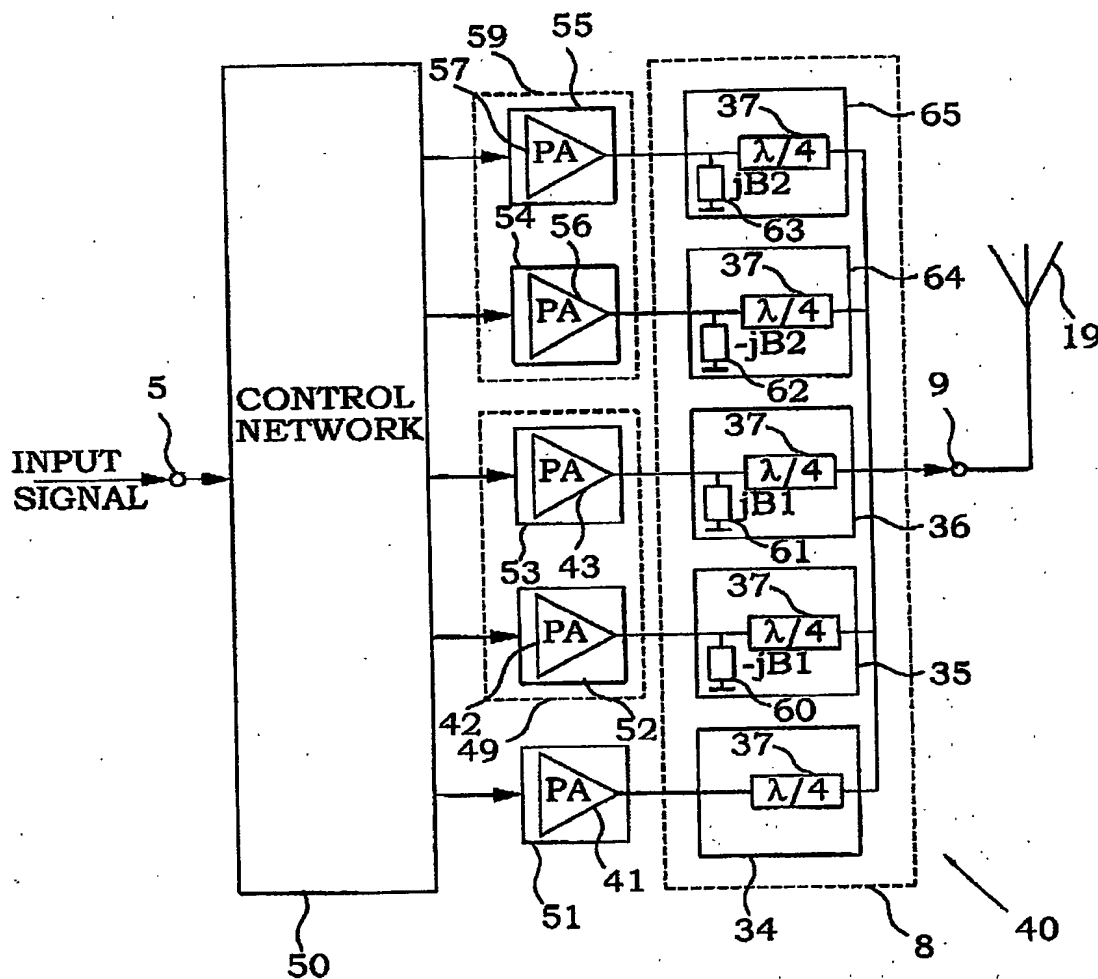 55
59
57
37
65
PA
λ/4
jB2
54
63
56
37
64
PA
λ/4
19
-jB2
5
62
9
CONTROL
NETWORK
37
INPUT
SIGNAL
PA
λ/4
jB1
36
53
43
61
37
PA
λ/4
-jB1
35
42
52
60
49
37
PA
λ/4
41
51
34
40
50
8